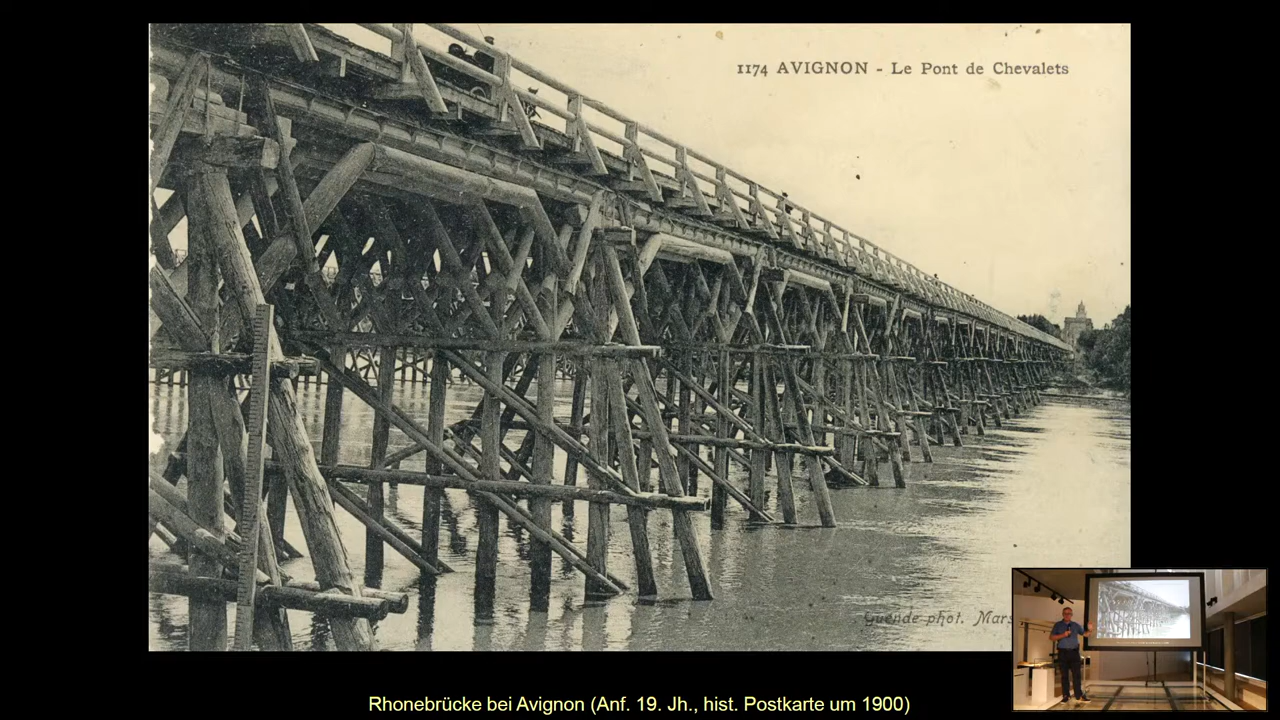 1174 AVIGNON - Le Pont de Chevalets
Guende phot. Mars
Rhonebrücke bei Avignon (Anf. 19. Jh., hist. Postkarte um 1900)